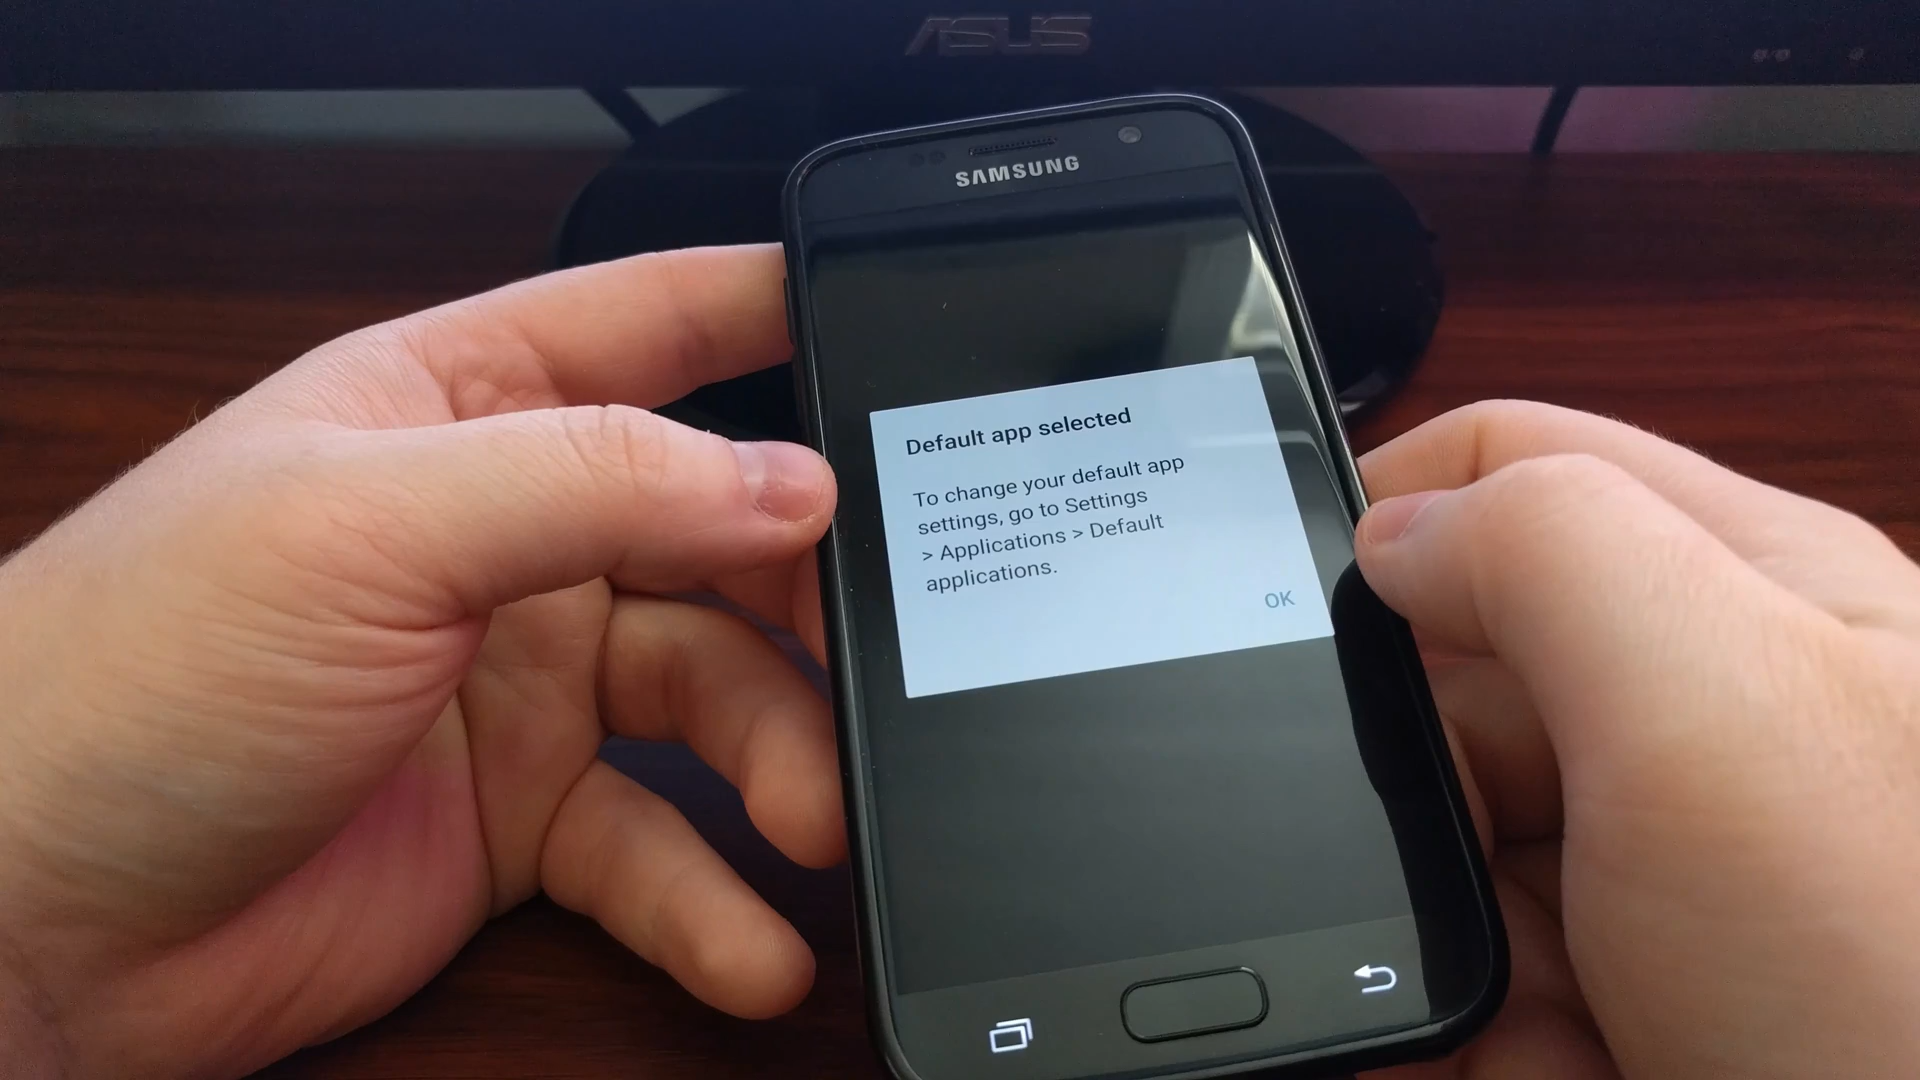 ASUS
SAMSUNG
Default app selected
To change your default app
settings, go to Settings
> Applications > Default
applications.
OK